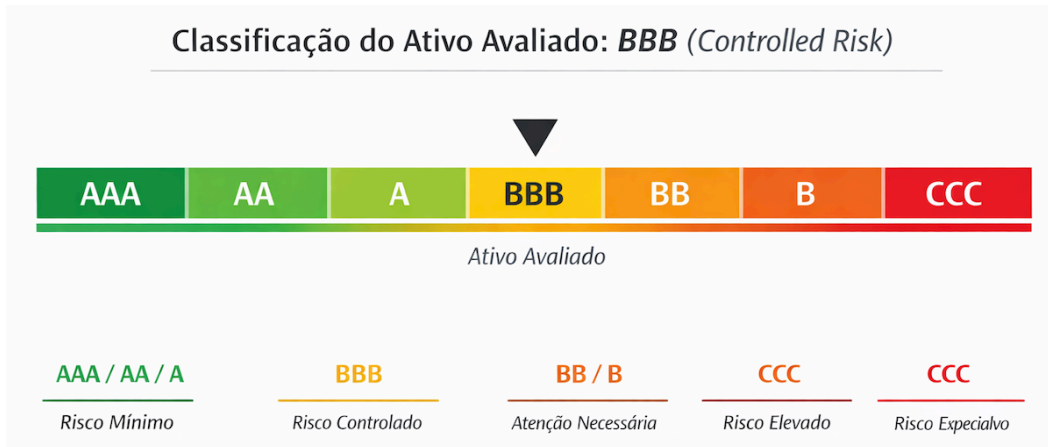 Classificação do Ativo Avaliado: BBB (Controlled Risk)
AAA AA A BBB BB B CCC
Ativo Avaliado
AAA / AA / A BBB BB / B CCC CCC
Risco Mínimo Risco Controlado Atenção Necessária Risco Elevado Risco Expecialvo